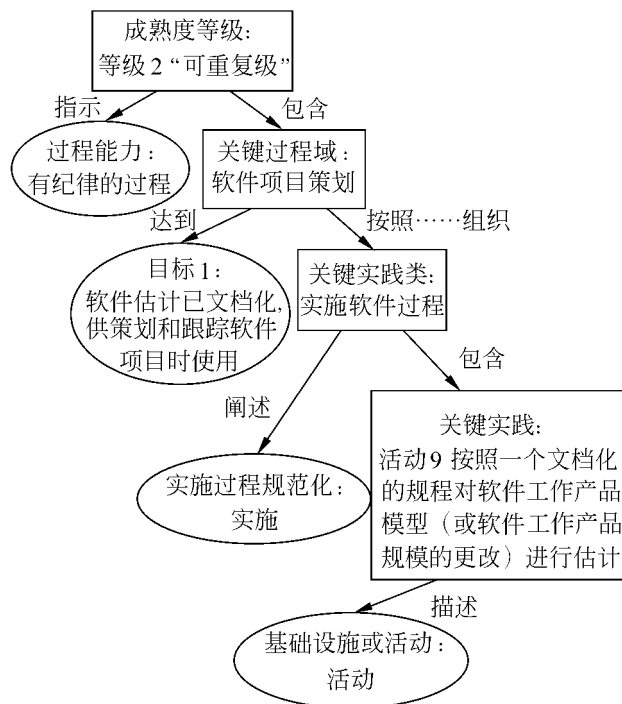 成熟度等级：
等级2“可重复级”
指示
包含
过程能力：
有纪律的过程
关键过程域：
软件项目策划
达到
按照……组织
目标1：
软件估计已文档化，
供策划和跟踪软件
项目时使用
关键实践类：
实施软件过程
阐述
包含
实施过程规范化：
实施
关键实践：
活动9 按照一个文档化
的规程对软件工作产品
模型（或软件工作产品
规模的更改）进行估计
描述
基础设施或活动：
活动